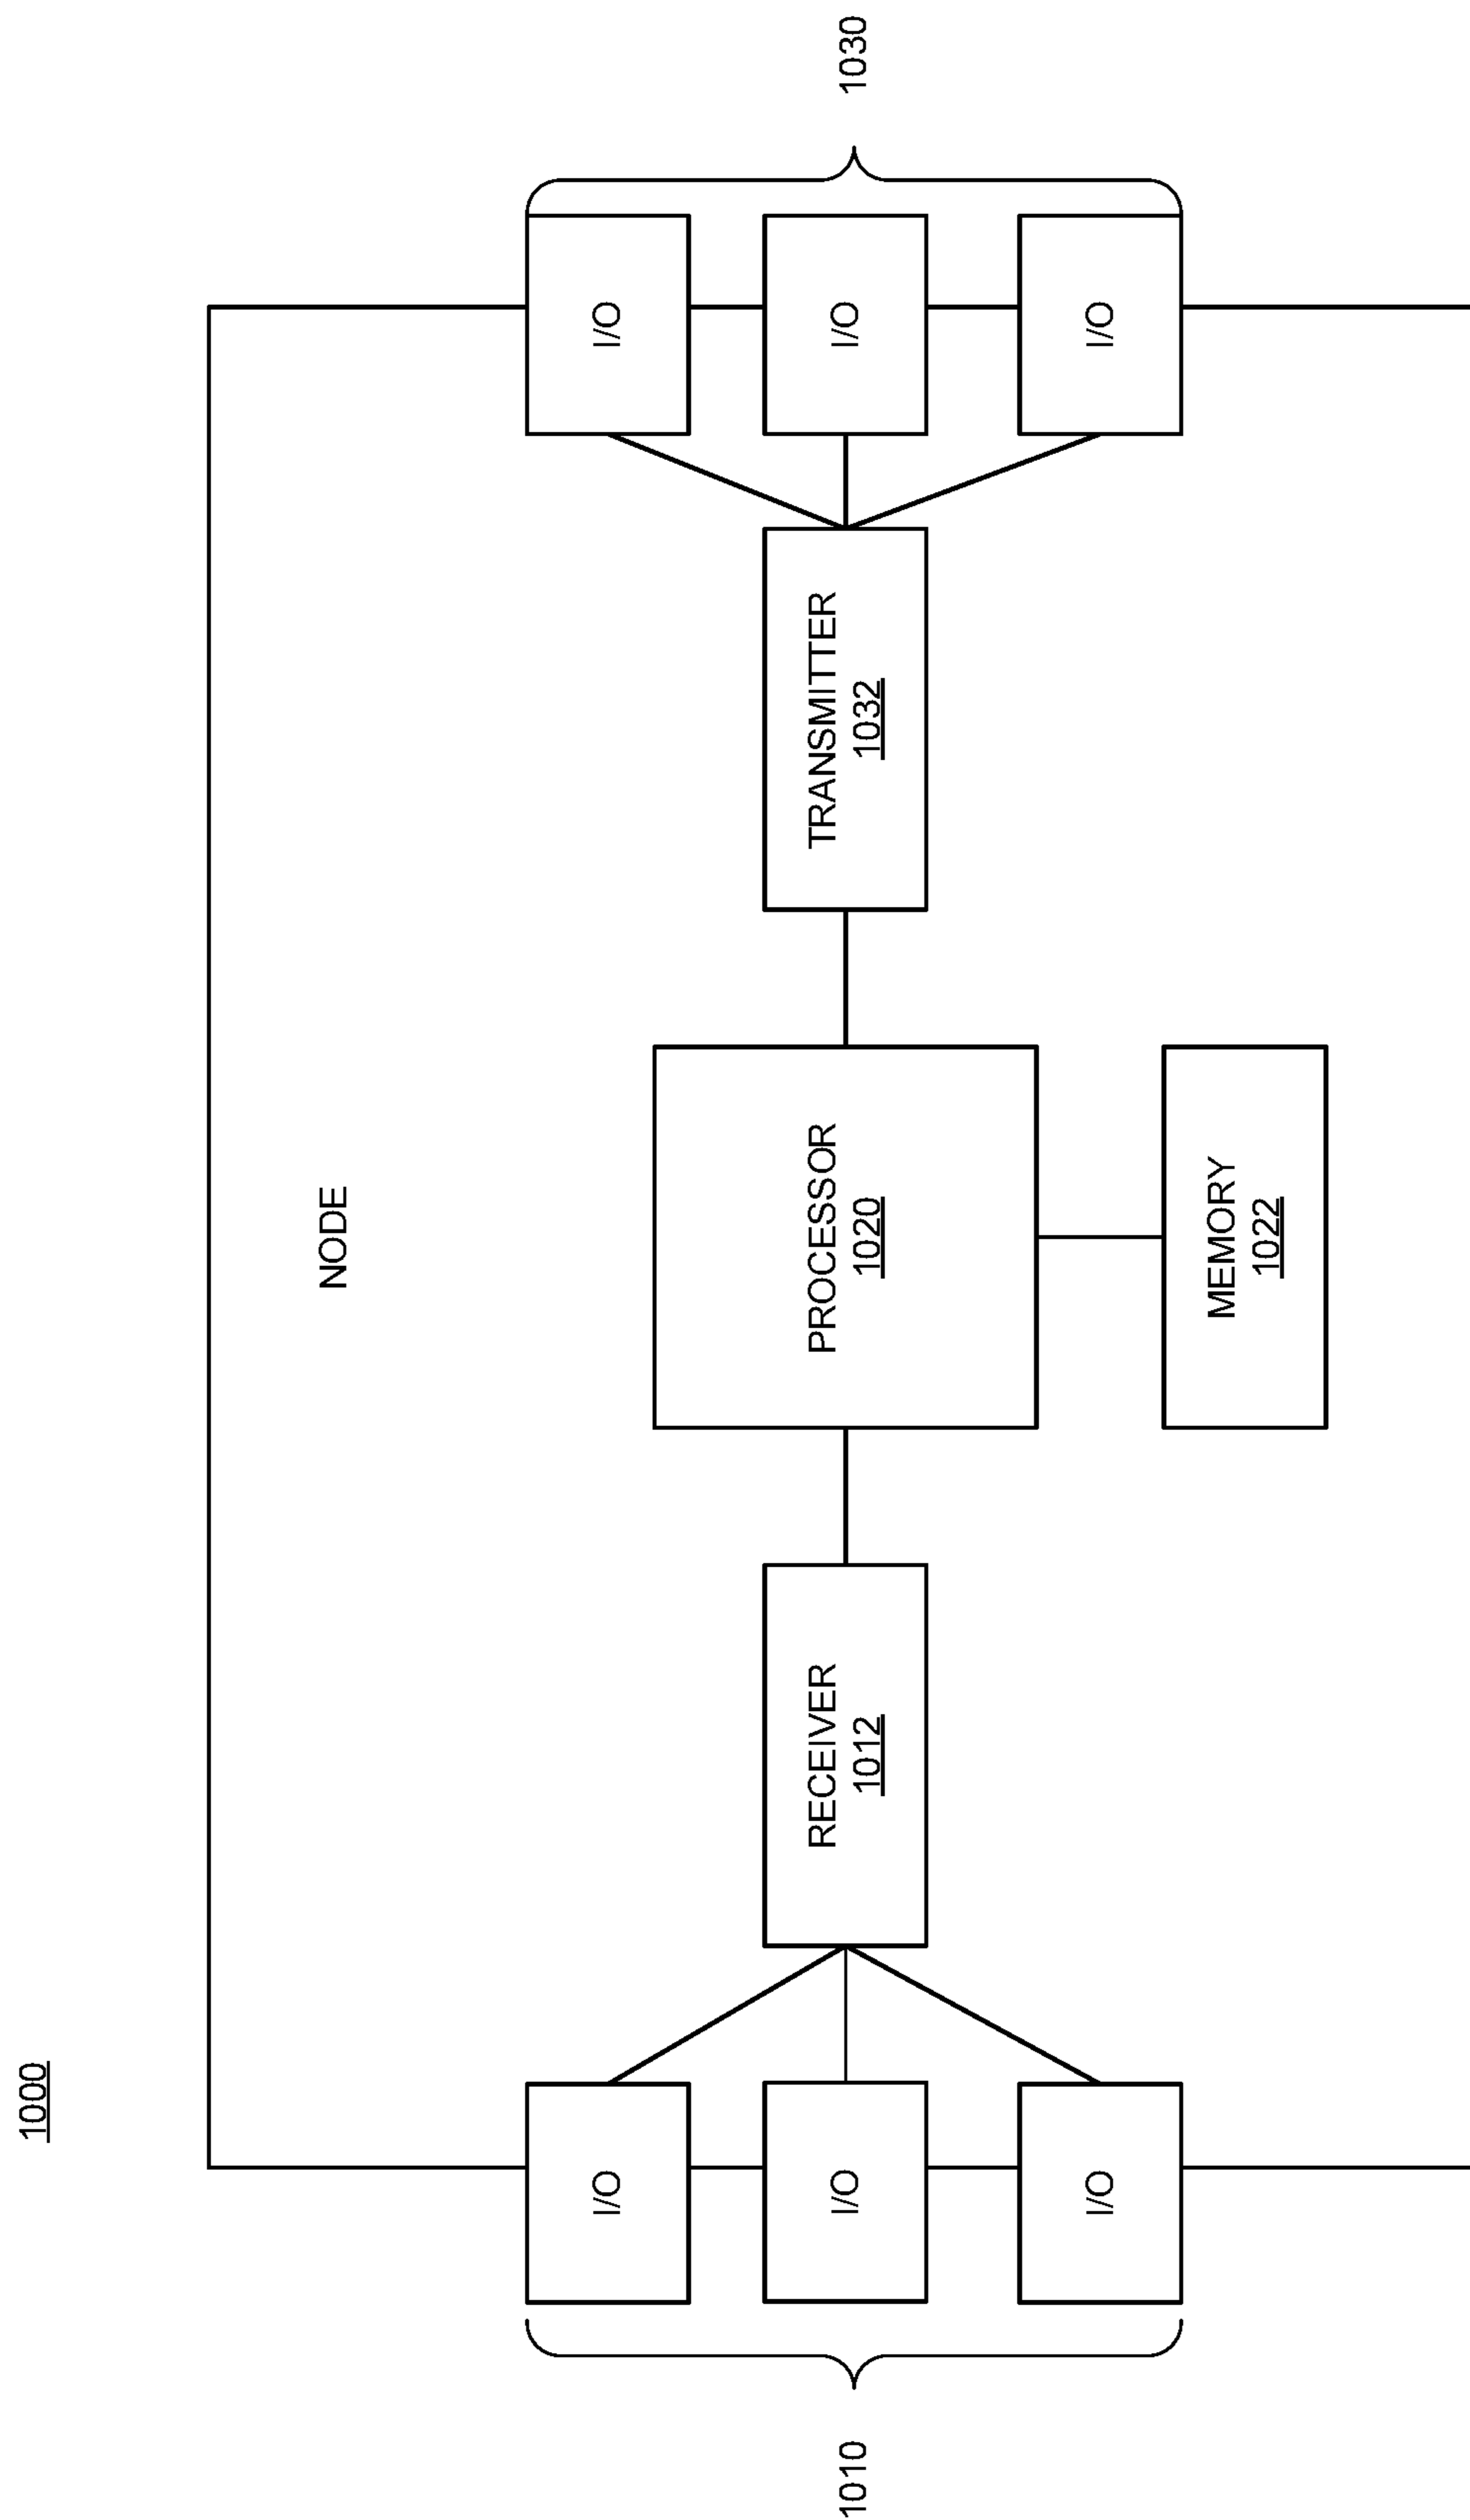 1000
NODE
I/O
I/O
I/O
I/O
I/O
I/O
1010
RECEIVER
1012
PROCESSOR
1020
TRANSMITTER
1032
1030
MEMORY
1022